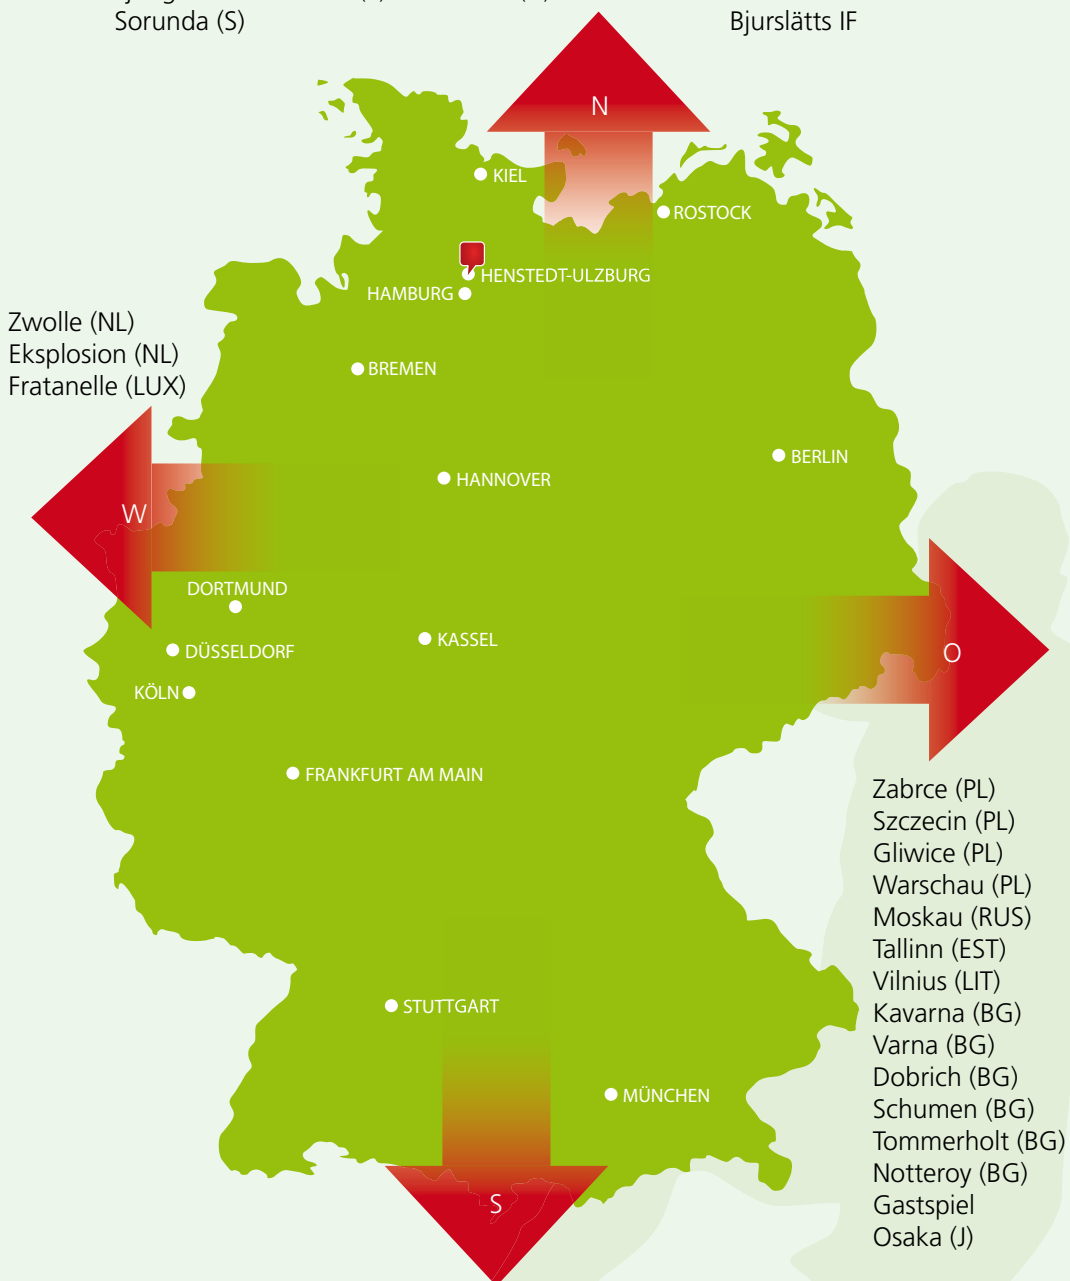 Sorunda (S)
Bjurslätts IF
N
KIEL
ROSTOCK
HENSTEDT-ULZBURG
HAMBURG
Zwolle (NL)
Eksplosion (NL)
Fratanelle (LUX)
BREMEN
BERLIN
HANNOVER
W
DORTMUND
KASSEL
DÜSSELDORF
O
KÖLN
FRANKFURT AM MAIN
Zabrce (PL)
Szczecin (PL)
Gliwice (PL)
Warschau (PL)
Moskau (RUS)
Tallinn (EST)
Vilnius (LIT)
Kavarna (BG)
Varna (BG)
Dobrich (BG)
Schumen (BG)
Tommerholt (BG)
Notteroy (BG)
Gastspiel
Osaka (J)
STUTTGART
MÜNCHEN
S